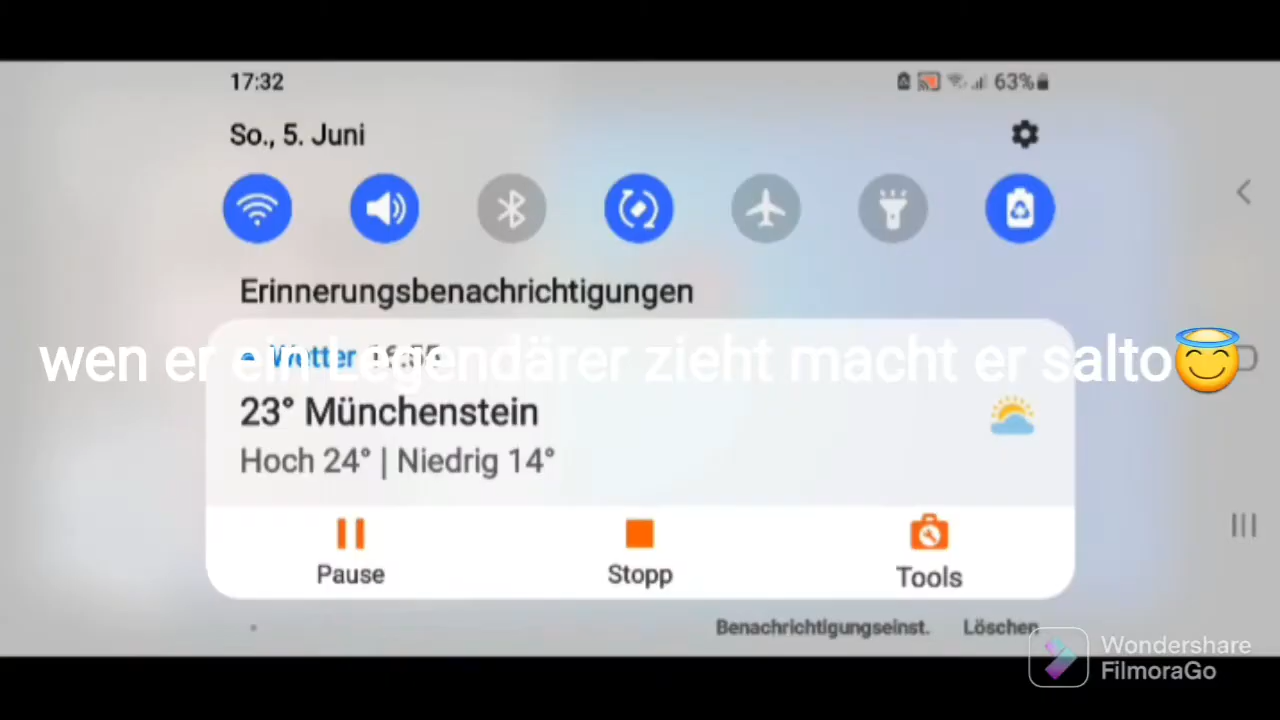 17:32
63%
So., 5. Juni
Erinnerungsbenachrichtigungen
Wetter
wen er ein Legendärer zieht macht er salto😇
23° Münchenstein
Hoch 24° | Niedrig 14°
Pause
Stopp
Tools
Benachrichtigungseinst.
Löschen
Wondershare
FilmoraGo